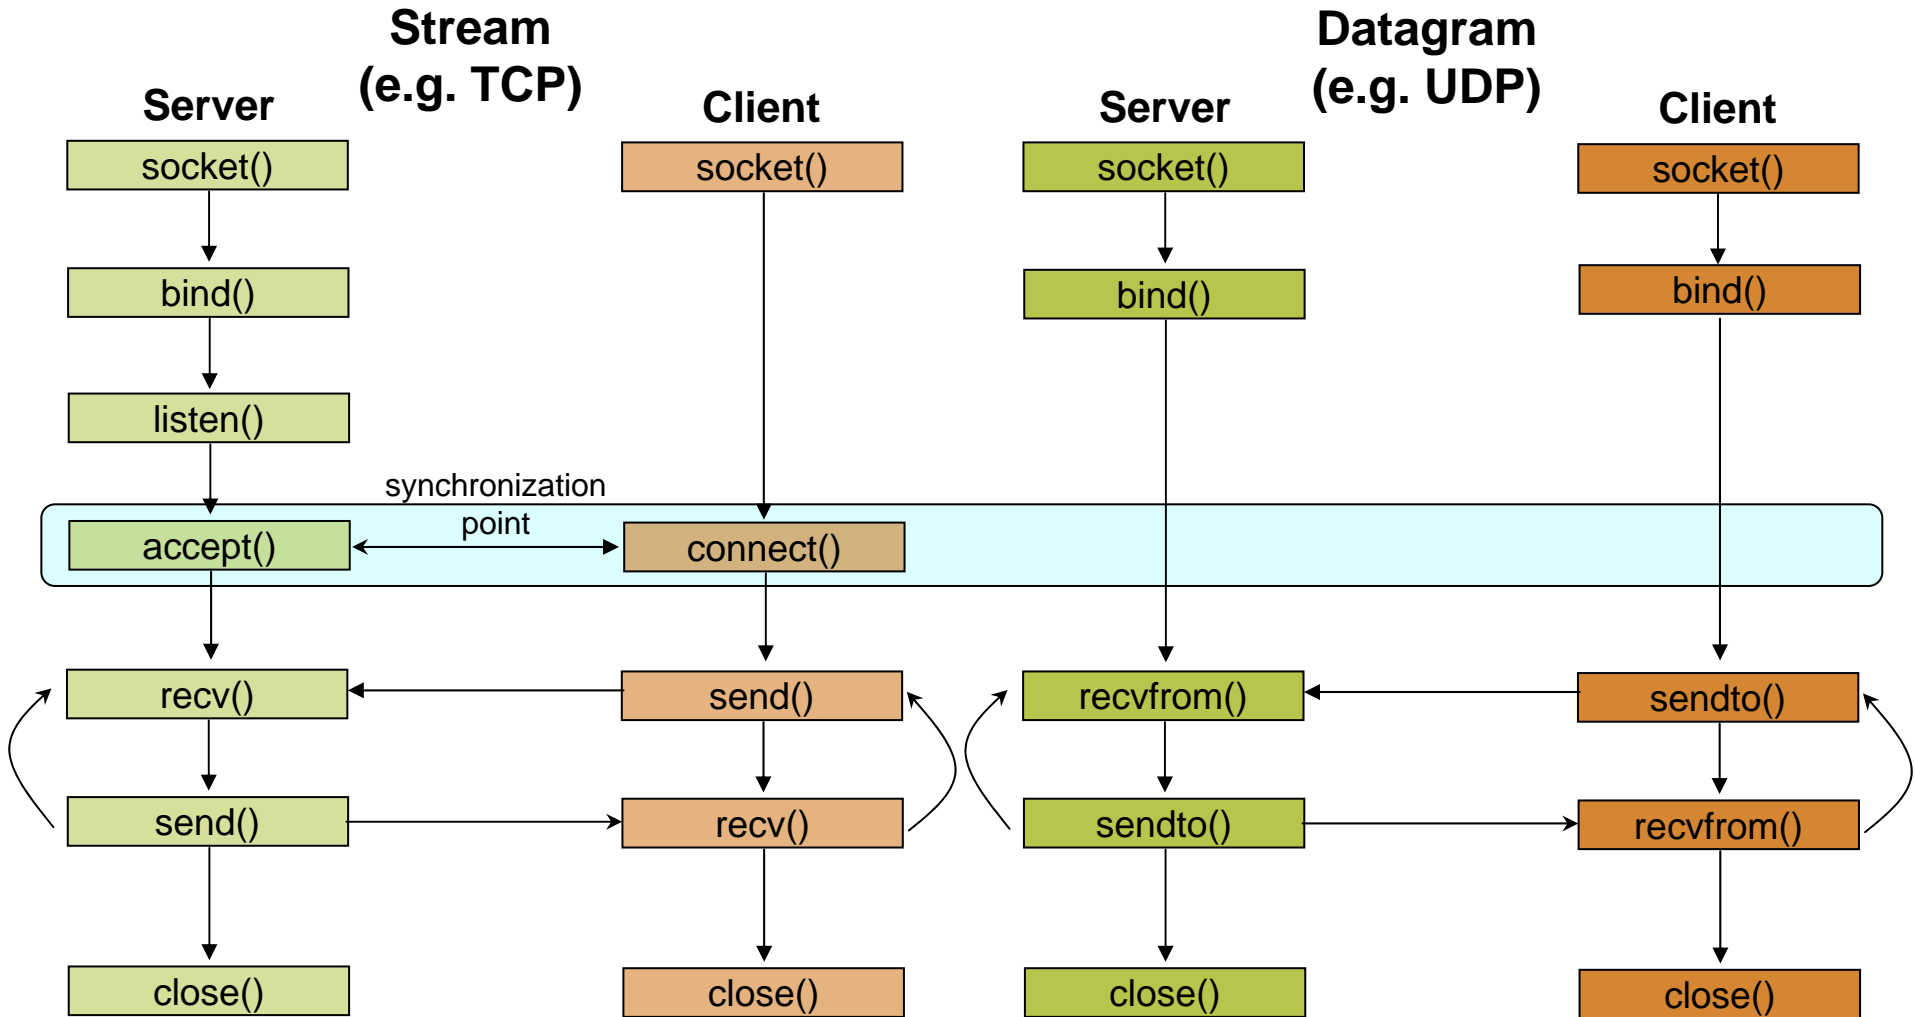 Stream
(e.g. TCP)
Datagram
(e.g. UDP)
Server
Client
Server
Client
socket()
socket()
socket()
socket()
bind()
bind()
bind()
listen()
synchronization
point
accept()
connect()
recv()
send()
recvfrom()
sendto()
send()
recv()
sendto()
recvfrom()
close()
close()
close()
close()